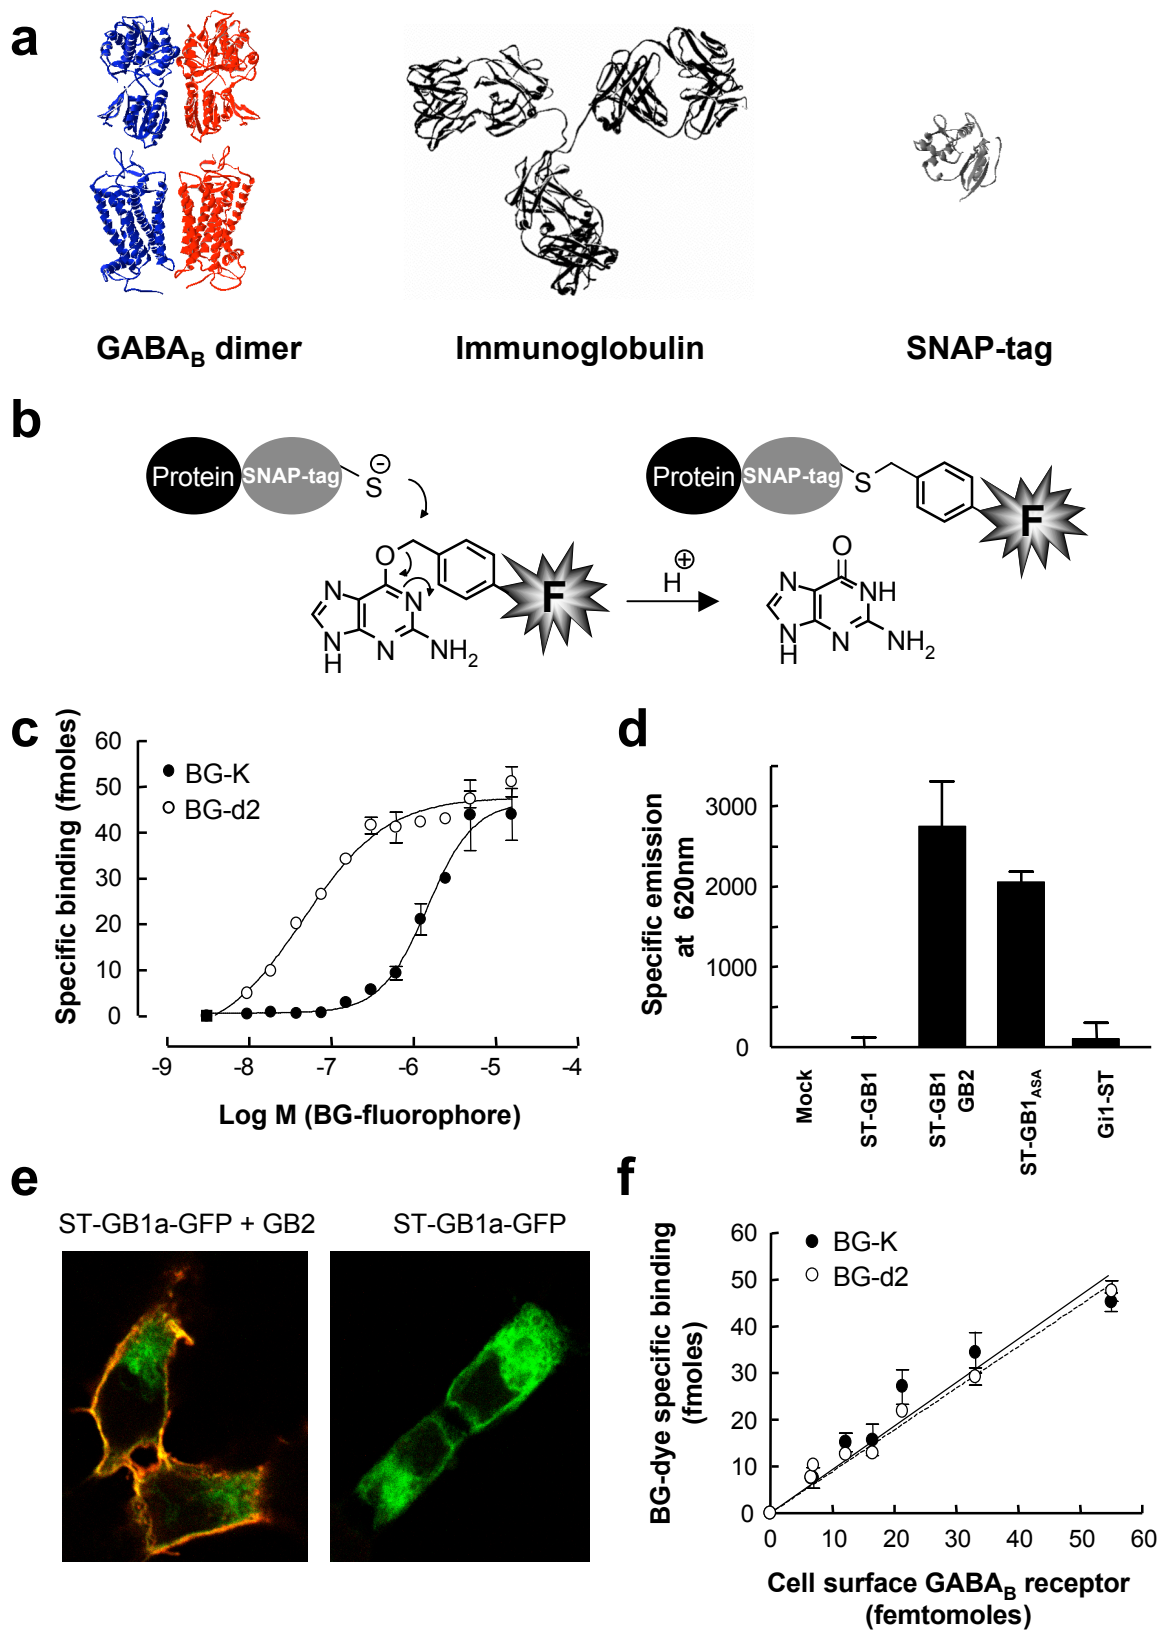 a
GABAB dimer
Immunoglobulin
SNAP-tag
b
Protein
SNAP-tag
S
⊖
O
N
N
N
H
N
NH2
F
H
⊕
Protein
SNAP-tag
S
F
O
N
NH
N
H
N
NH2
c
Specific binding (fmoles)
60
50
40
30
20
10
0
BG-K
BG-d2
-9
-8
-7
-6
-5
-4
Log M (BG-fluorophore)
d
Specific emission
at 620nm
3000
2000
1000
0
Mock
ST-GB1
ST-GB1
GB2
ST-GB1ASA
Gi1-ST
e
ST-GB1a-GFP + GB2
ST-GB1a-GFP
f
BG-dye specific binding
(fmoles)
60
50
40
30
20
10
0
BG-K
BG-d2
0
10
20
30
40
50
60
Cell surface GABAB receptor
(femtomoles)